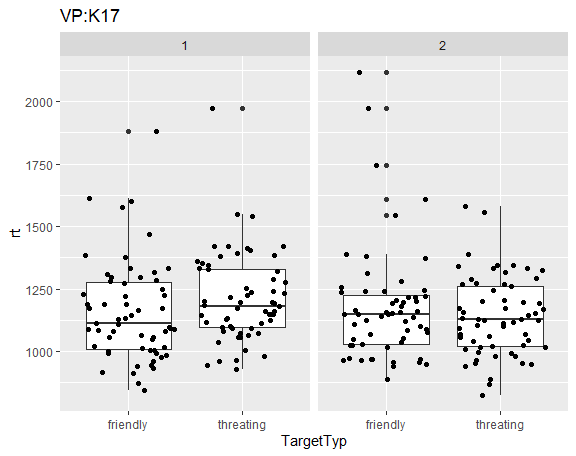 VP:K17
1
2
rt
2000
1750
1500
1250
1000
friendly
threating
friendly
threating
TargetTyp